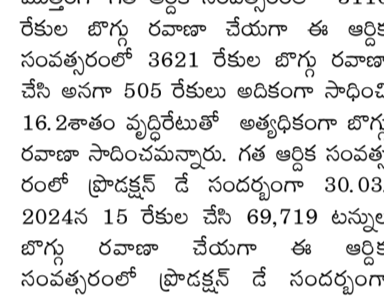 రేకుల బొగ్గు రవాణా చేయగా ఈ ఆర్థిక
సంవత్సరంలో 3621 రేకుల బొగ్గు రవాణా
చేసి అనగా 505 రేకులు అదికంగా సాధించి
16.2శాతం వృద్ధిరేటుతో అత్యధికంగా బొగ్గు
రవాణా సాదించమన్నారు. గత ఆర్థిక సంవత్స
రంలో ప్రొడక్షన్ డే సందర్భంగా 30.03.
2024న 15 రేకుల చేసి 69,719 టన్నుల
బొగ్గు రవాణా చేయగా ఈ ఆర్థిక
సంవత్సరంలో ప్రొడక్షన్ డే సందర్భంగా